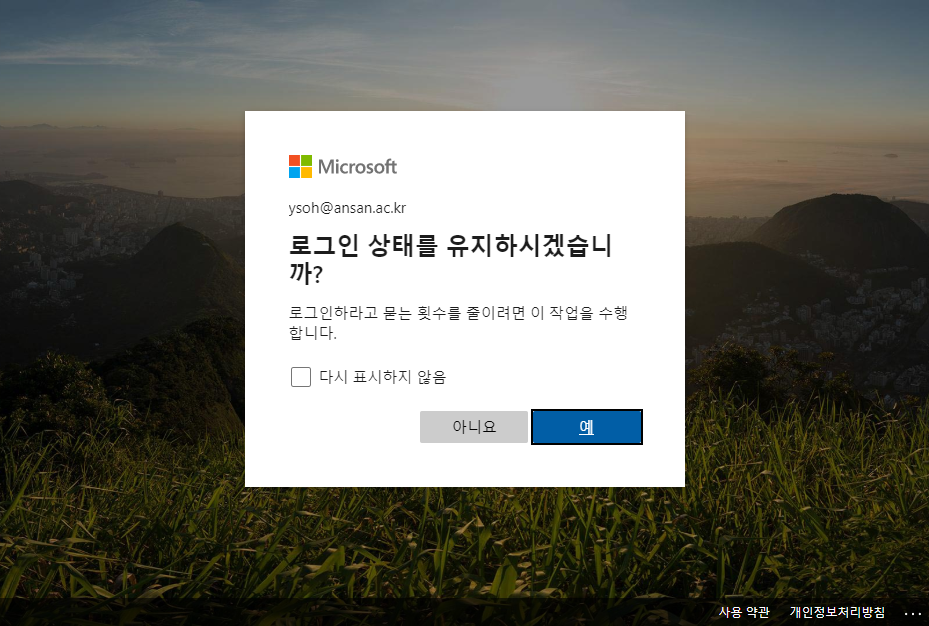 Microsoft
ysoh@ansan.ac.kr
로그인 상태를 유지하시겠습니
까?
로그인하라고 묻는 횟수를 줄이려면 이 작업을 수행
합니다.
다시 표시하지 않음
아니요
예
사용 약관 개인정보처리방침 ...